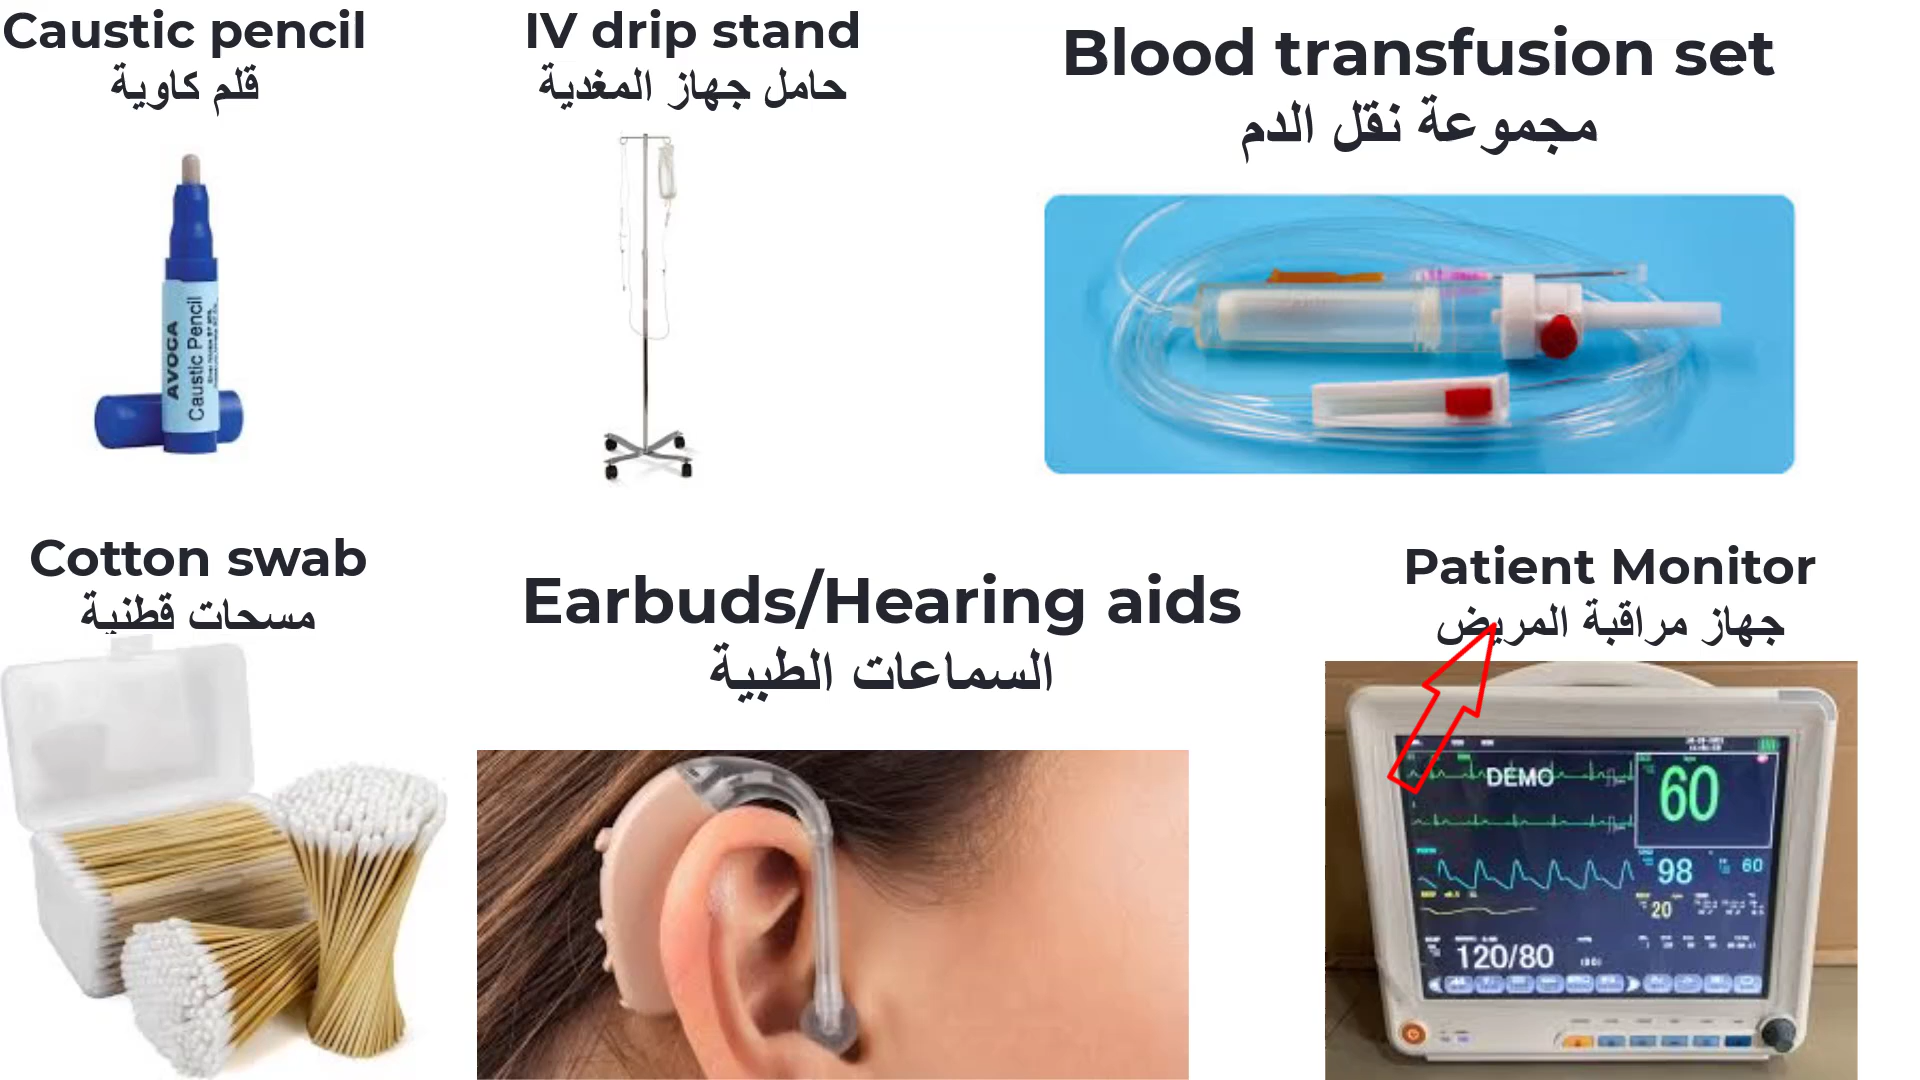 Caustic pencil
قلم كاوية
IV drip stand
حامل جهاز المغدية
Blood transfusion set
مجموعة نقل الدم
AVOCA
Caustic Pencil
Cotton swab
مسحات قطنية
Earbuds/Hearing aids
السماعات الطبية
Patient Monitor
جهاز مراقبة المريض
DEMO
60
98
60
20
120/80